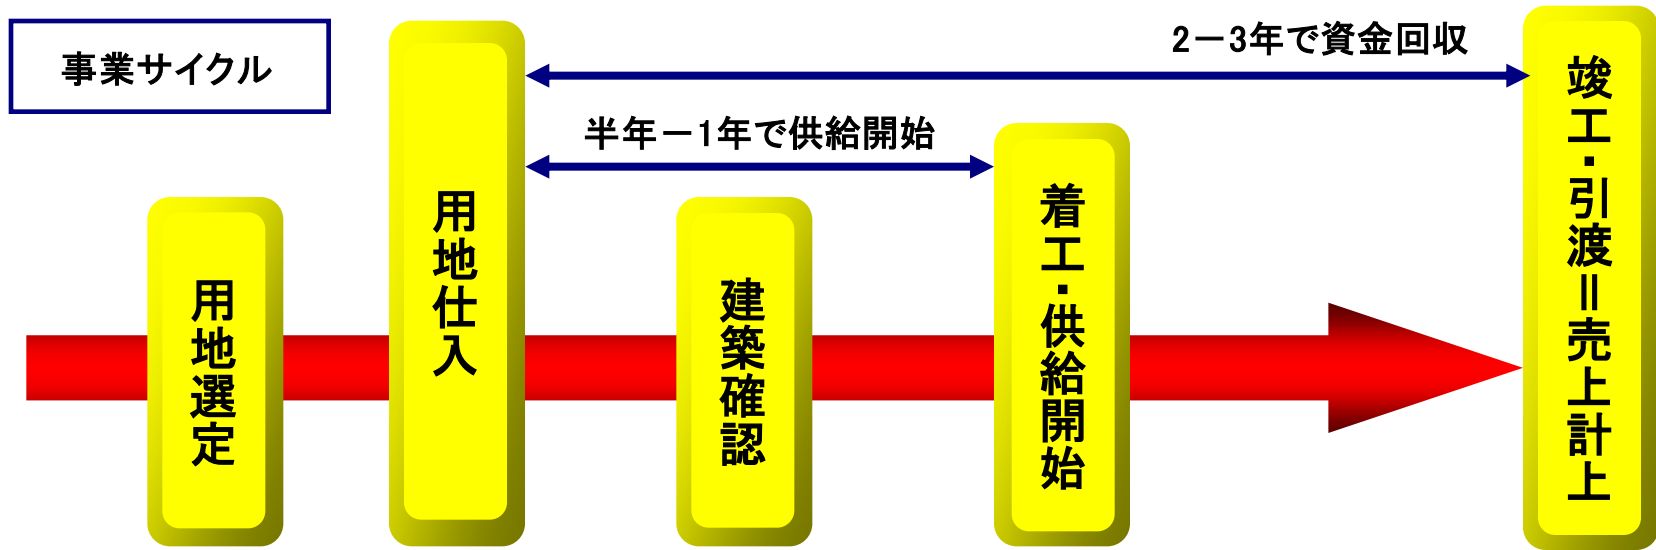 事業サイクル
2－3年で資金回収
半年－1年で供給開始
用地選定
用地仕入
建築確認
着工・供給開始
竣工・引渡＝売上計上